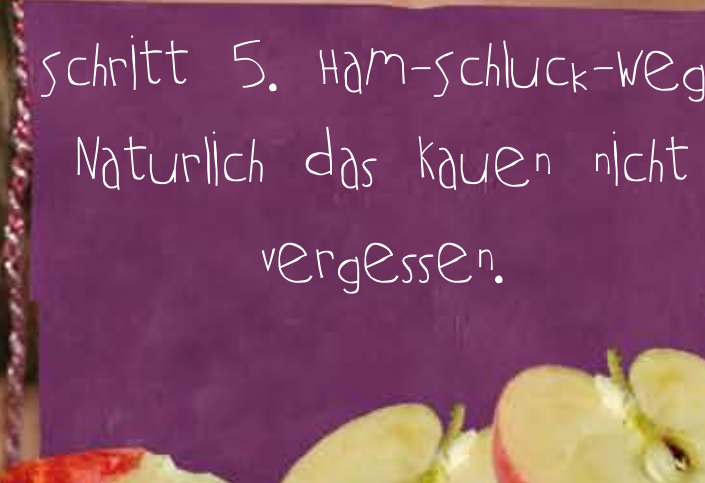 schritt 5. Ham-schluck-weg
Naturlich das kauen nicht
vergessen.